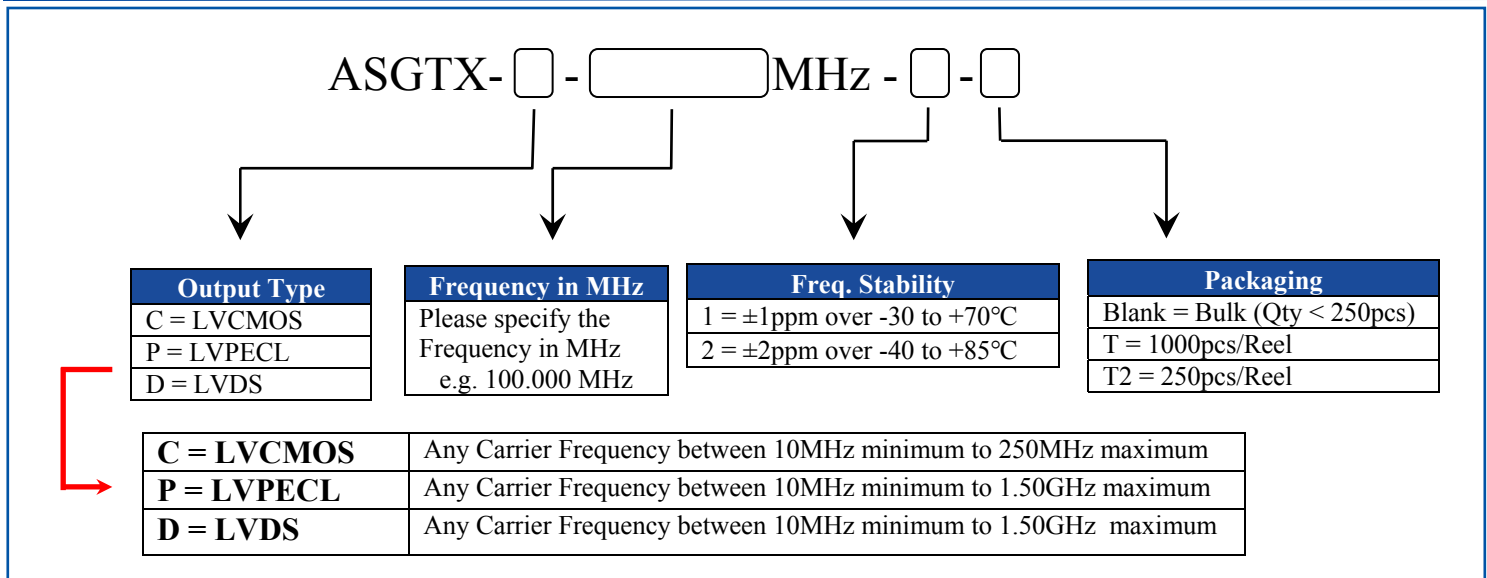 ASGTX- - MHz - -
Output Type
C = LVCMOS
P = LVPECL
D = LVDS
Frequency in MHz
Please specify the
Frequency in MHz
e.g. 100.000 MHz
Freq. Stability
1 = ±1ppm over -30 to +70℃
2 = ±2ppm over -40 to +85℃
Packaging
Blank = Bulk (Qty < 250pcs)
T = 1000pcs/Reel
T2 = 250pcs/Reel
C = LVCMOS Any Carrier Frequency between 10MHz minimum to 250MHz maximum
P = LVPECL Any Carrier Frequency between 10MHz minimum to 1.50GHz maximum
D = LVDS Any Carrier Frequency between 10MHz minimum to 1.50GHz maximum